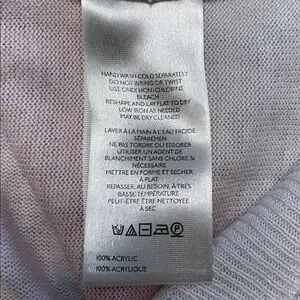 HAND WASH COLD SEPARATELY
DO NOT WRING OR TWIST
USE ONLY NON-CHLORINE
BLEACH
RESHAPE AND LAY FLAT TO DRY
LOW IRON AS NEEDED
MAY BE DRY CLEANED
LAVER À LA MAIN À L'EAU FROIDE
SÉPARÉMEN
NE PAS TORDRE OU ESSORER
UTILISER UN AGENT DE
BLANCHIMENT SANS CHLORE SI
NÉCESSAIRE
METTRE EN FORME ET SÉCHER
À PLAT
REPASSER, AU BESOIN, À TRÈS
BASSE TEMPÉRATURE
PEUT-ÊTRE ÊTRE NETTOYÉ
À SEC
100% ACRYLIC
100% ACRYLIQUE